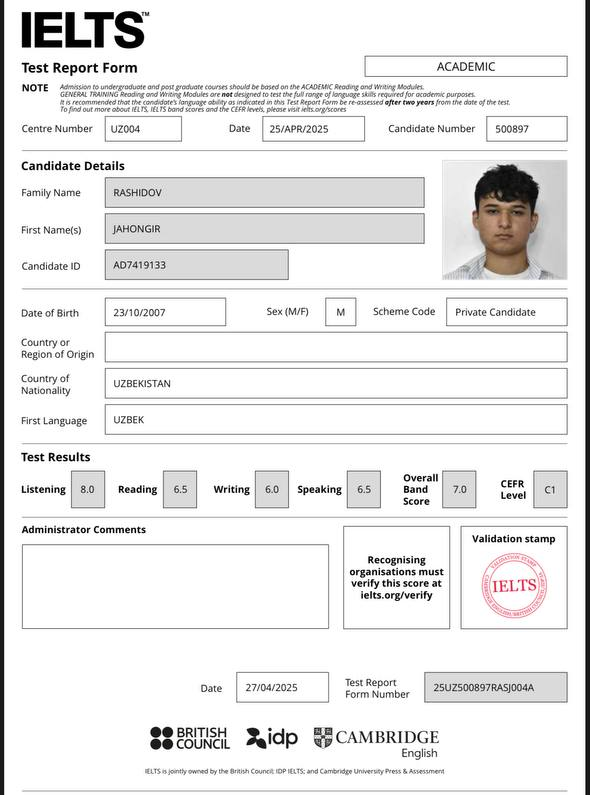 IELTS™
Test Report Form
ACADEMIC
NOTE
Admission to undergraduate and post graduate courses should be based on the ACADEMIC Reading and Writing Modules.
GENERAL TRAINING Reading and Writing Modules are not designed to test the full range of language skills required for academic purposes.
It is recommended that the candidate's language ability as indicated in this Test Report Form be re-assessed after two years from the date of the test.
To find out more about IELTS, IELTS band scores and the CEFR levels, please visit ielts.org/scores
Centre Number UZ004 Date 25/APR/2025 Candidate Number 500897
Candidate Details
Family Name RASHIDOV
First Name(s) JAHONGIR
Candidate ID AD7419133
Date of Birth 23/10/2007 Sex (M/F) M Scheme Code Private Candidate
Country or
Region of Origin
Country of
Nationality
UZBEKISTAN
First Language UZBEK
Test Results
Listening 8.0 Reading 6.5 Writing 6.0 Speaking 6.5
Overall
Band
Score
7.0
CEFR
Level
C1
Administrator Comments
Recognising
organisations must
verify this score at
ielts.org/verify
Validation stamp
VALIDATION STAMP
IELTS
Date 27/04/2025
Test Report
Form Number
25UZ500897RASJ004A
BRITISH
COUNCIL
idp
CAMBRIDGE
English
IELTS is jointly owned by the British Council; IDP IELTS; and Cambridge University Press & Assessment